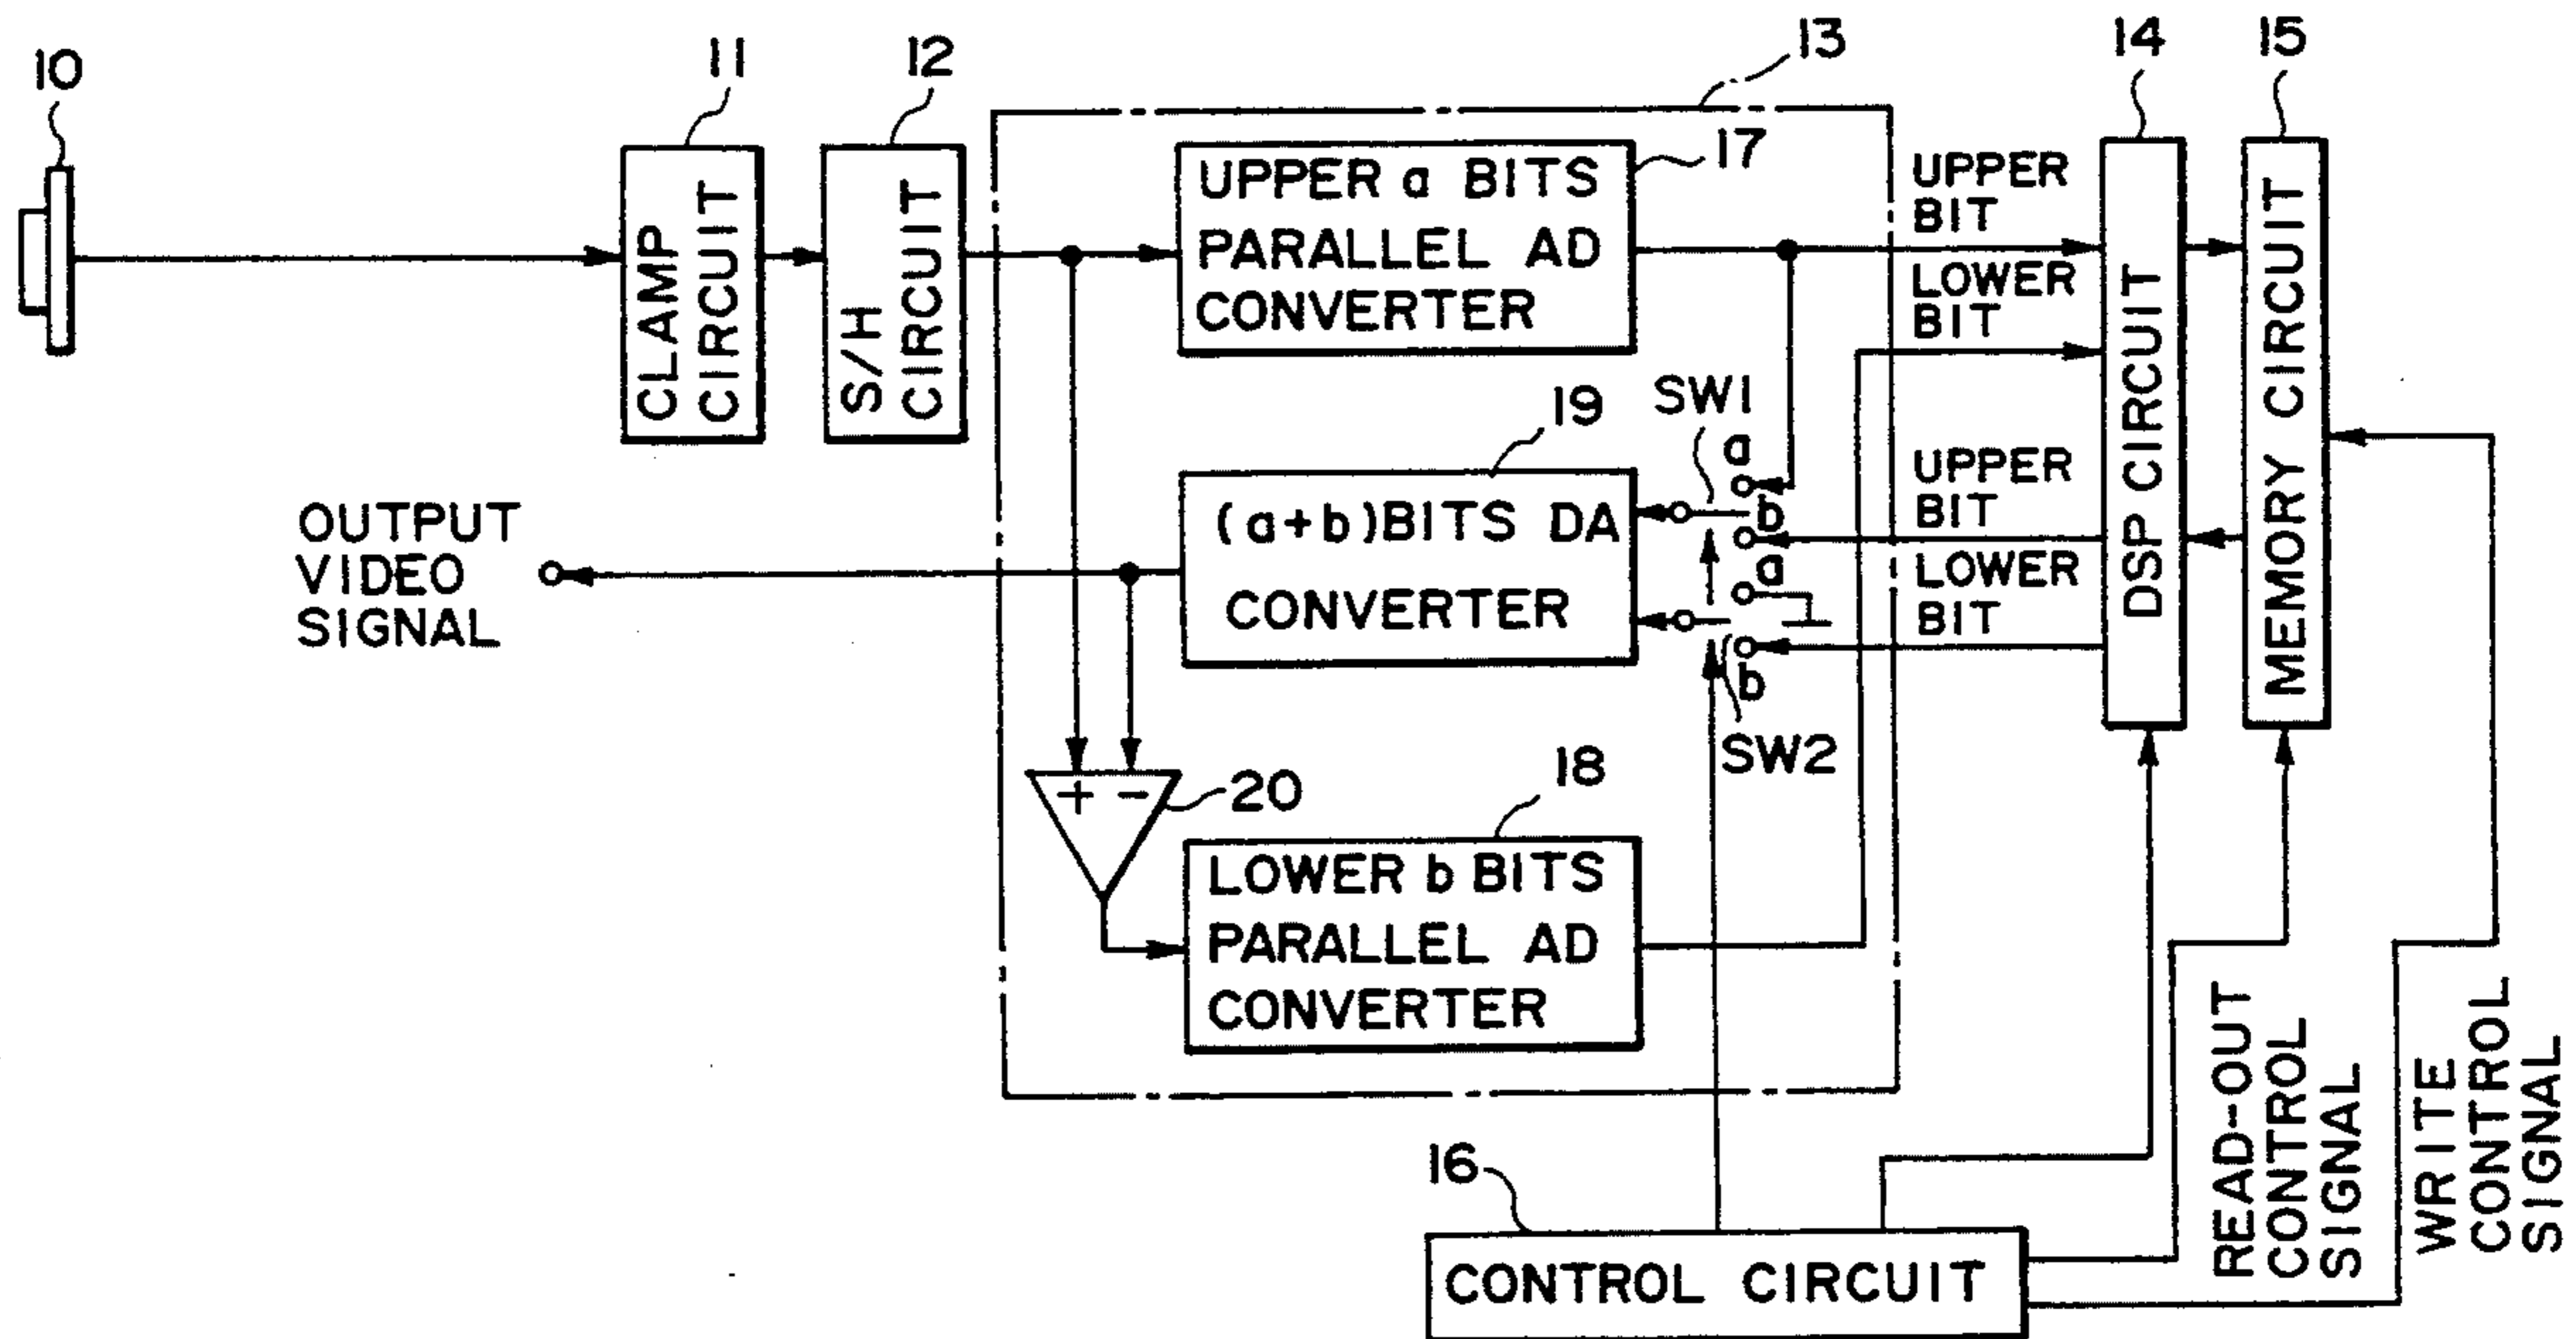 10
11
12
13
14
15
CLAMP
CIRCUIT
S/H
CIRCUIT
UPPER a BITS
PARALLEL AD
CONVERTER
17
UPPER
BIT
LOWER
BIT
DSP CIRCUIT
MEMORY CIRCUIT
OUTPUT
VIDEO
SIGNAL
19
(a+b)BITS DA
CONVERTER
SW1
a
b
a
b
SW2
UPPER
BIT
LOWER
BIT
+ -
20
18
LOWER b BITS
PARALLEL AD
CONVERTER
16
CONTROL CIRCUIT
READ-OUT
CONTROL
SIGNAL
WRITE
CONTROL
SIGNAL